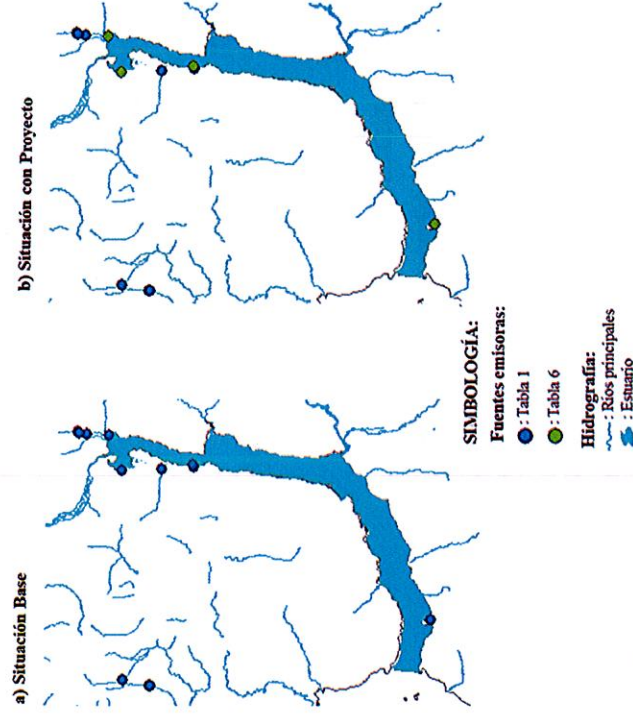 a) Situación Base
b) Situación con Proyecto
SIMBOLOGÍA:
Fuentes emisoras:
: Tabla 1
: Tabla 6
Hidrografía:
: Ríos principales
: Estuario